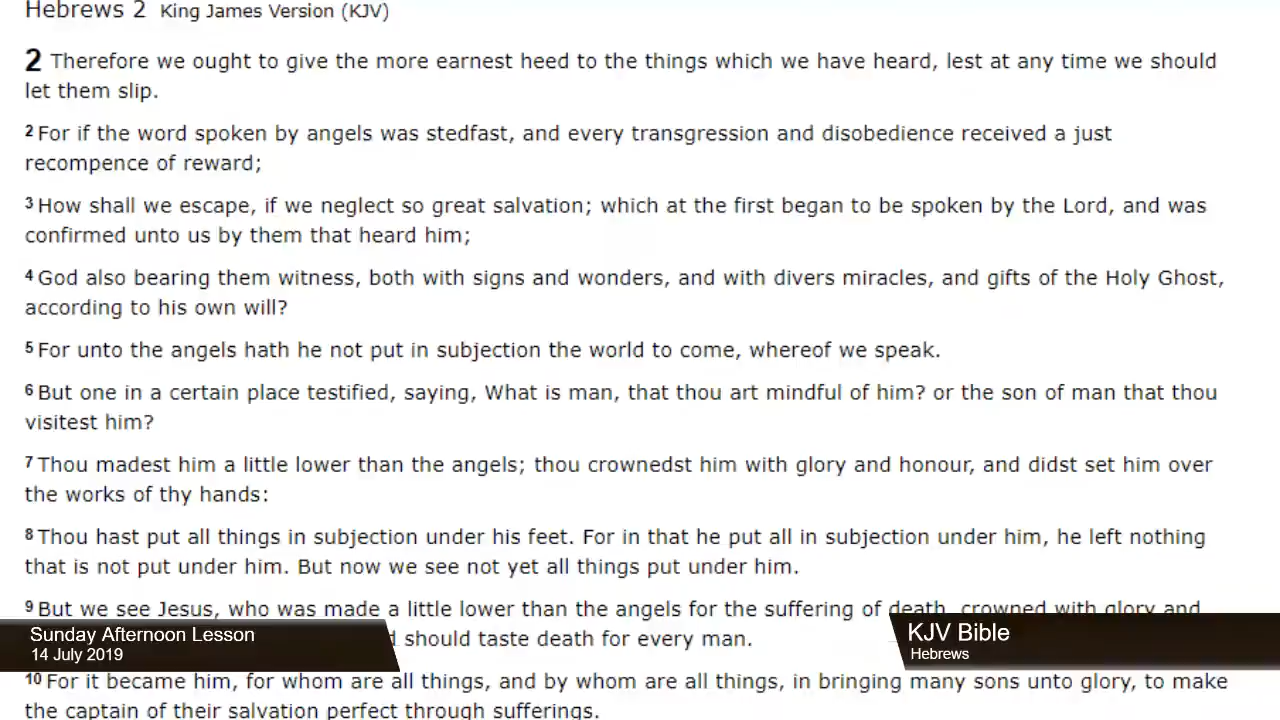 Hebrews 2 King James Version (KJV)
2 Therefore we ought to give the more earnest heed to the things which we have heard, lest at any time we should
let them slip.
2 For if the word spoken by angels was stedfast, and every transgression and disobedience received a just
recompence of reward;
3 How shall we escape, if we neglect so great salvation; which at the first began to be spoken by the Lord, and was
confirmed unto us by them that heard him;
4 God also bearing them witness, both with signs and wonders, and with divers miracles, and gifts of the Holy Ghost,
according to his own will?
5 For unto the angels hath he not put in subjection the world to come, whereof we speak.
6 But one in a certain place testified, saying, What is man, that thou art mindful of him? or the son of man that thou
visitest him?
7 Thou madest him a little lower than the angels; thou crownedst him with glory and honour, and didst set him over
the works of thy hands:
8 Thou hast put all things in subjection under his feet. For in that he put all in subjection under him, he left nothing
that is not put under him. But now we see not yet all things put under him.
9 But we see Jesus, who was made a little lower than the angels for the suffering of death, crowned with glory and
should taste death for every man.
Sunday Afternoon Lesson
14 July 2019
KJV Bible
Hebrews
10 For it became him, for whom are all things, and by whom are all things, in bringing many sons unto glory, to make
the captain of their salvation perfect through sufferings.